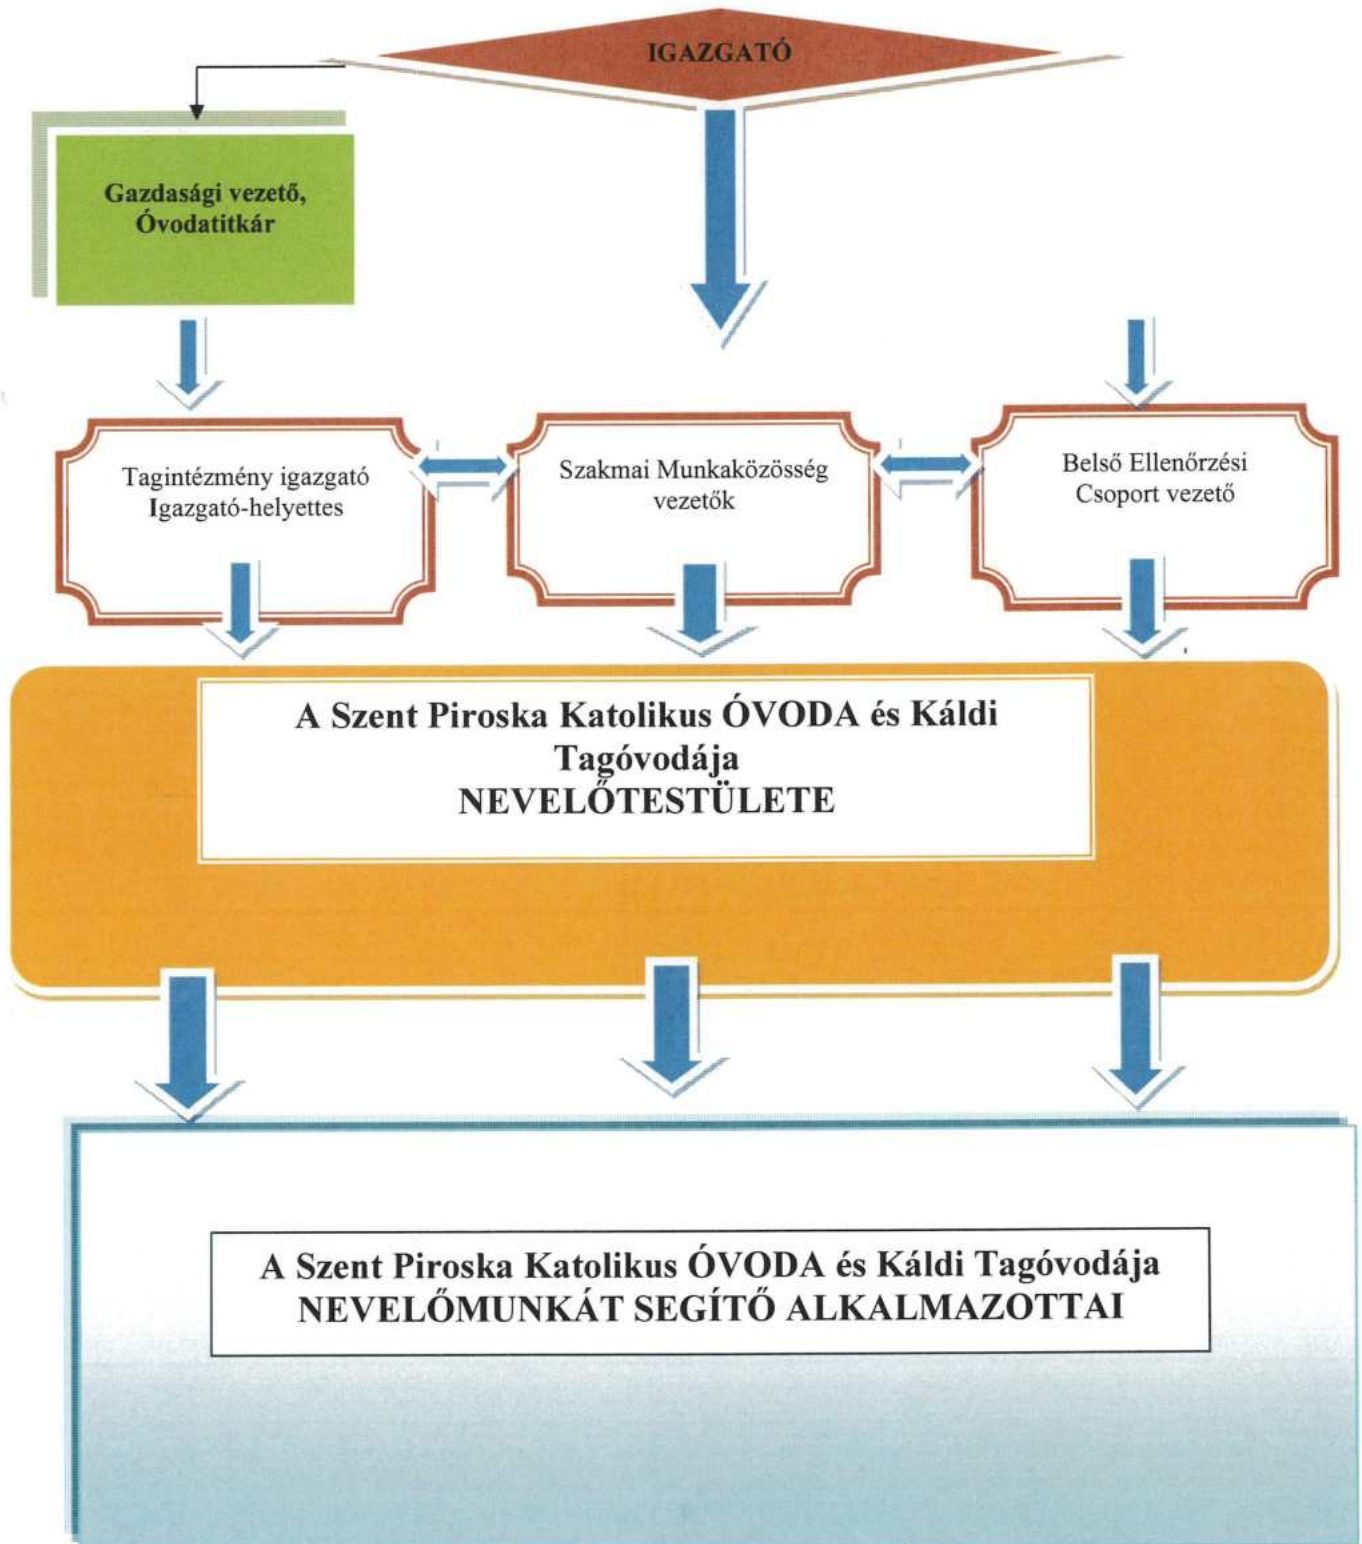 IGAZGATÓ
Gazdasági vezető,
Óvodatitkár
Tagintézmény igazgató
Igazgató-helyettes
Szakmai Munkaközösség
vezetők
Belső Ellenőrzési
Csoport vezető
A Szent Piroska Katolikus ÓVODA és Káldi
Tagóvodája
NEVELŐTESTÜLETE
A Szent Piroska Katolikus ÓVODA és Káldi Tagóvodája
NEVELŐMUNKÁT SEGÍTŐ ALKALMAZOTTAI